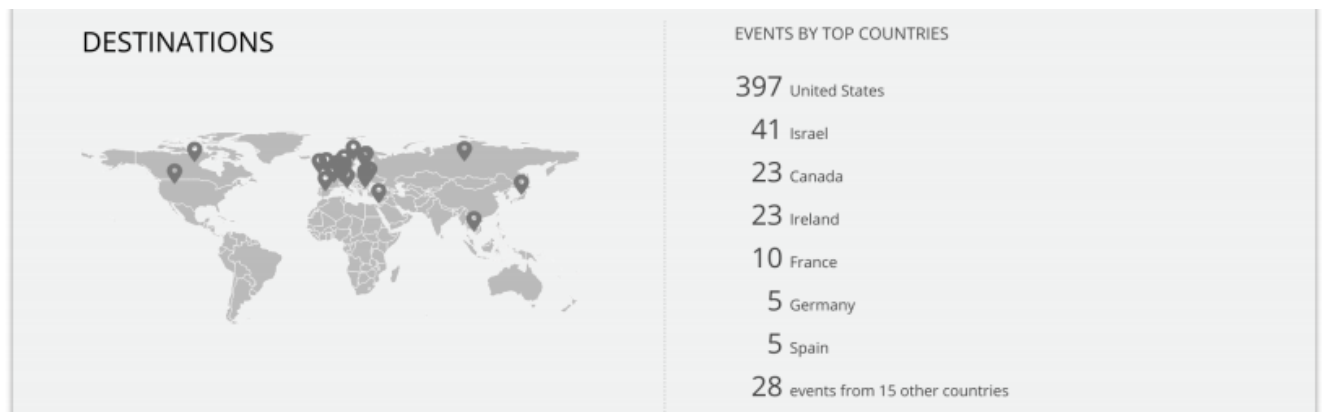 DESTINATIONS
EVENTS BY TOP COUNTRIES
397 United States
41 Israel
23 Canada
23 Ireland
10 France
5 Germany
5 Spain
28 events from 15 other countries